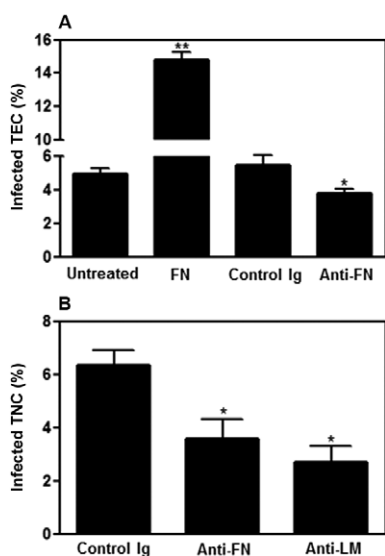 A
Infected TEC (%)
16
14
12
10
6
4
2
0
**
*
Untreated FN Control Ig Anti-FN
B
Infected TNC (%)
8
6
4
2
0
*
*
Control Ig Anti-FN Anti-LM